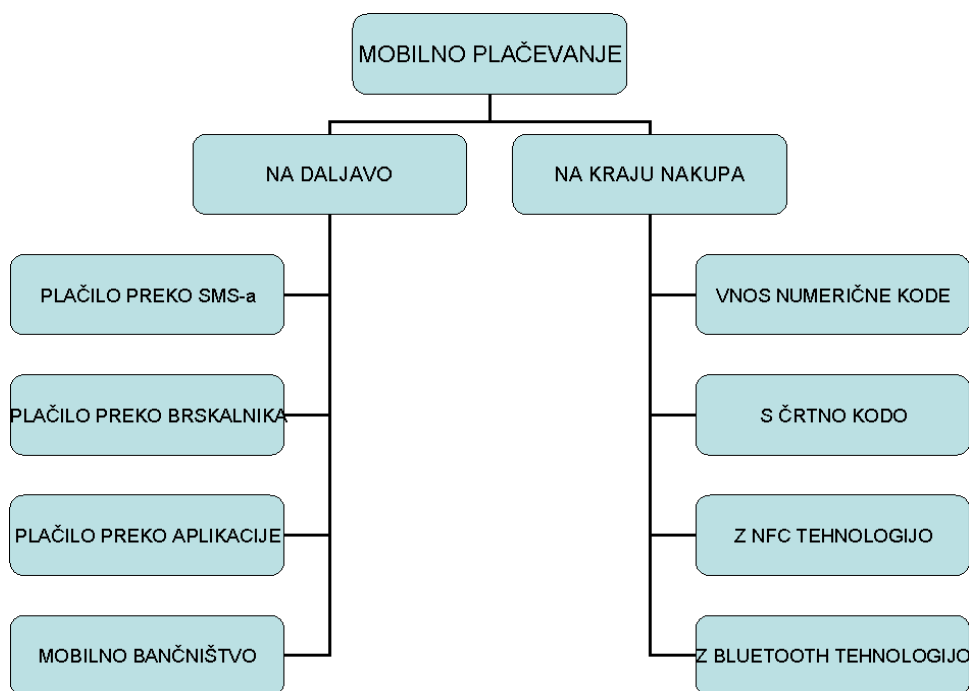 MOBILNO PLAČEVANJE
NA DALJAVO
NA KRAJU NAKUPA
PLAČILO PREKO SMS-a
PLAČILO PREKO BRSKALNIKA
PLAČILO PREKO APLIKACIJE
MOBILNO BANČNIŠTVO
VNOS NUMERIČNE KODE
S ČRTNO KODO
Z NFC TEHNOLOGIJO
Z BLUETOOTH TEHNOLOGIJO